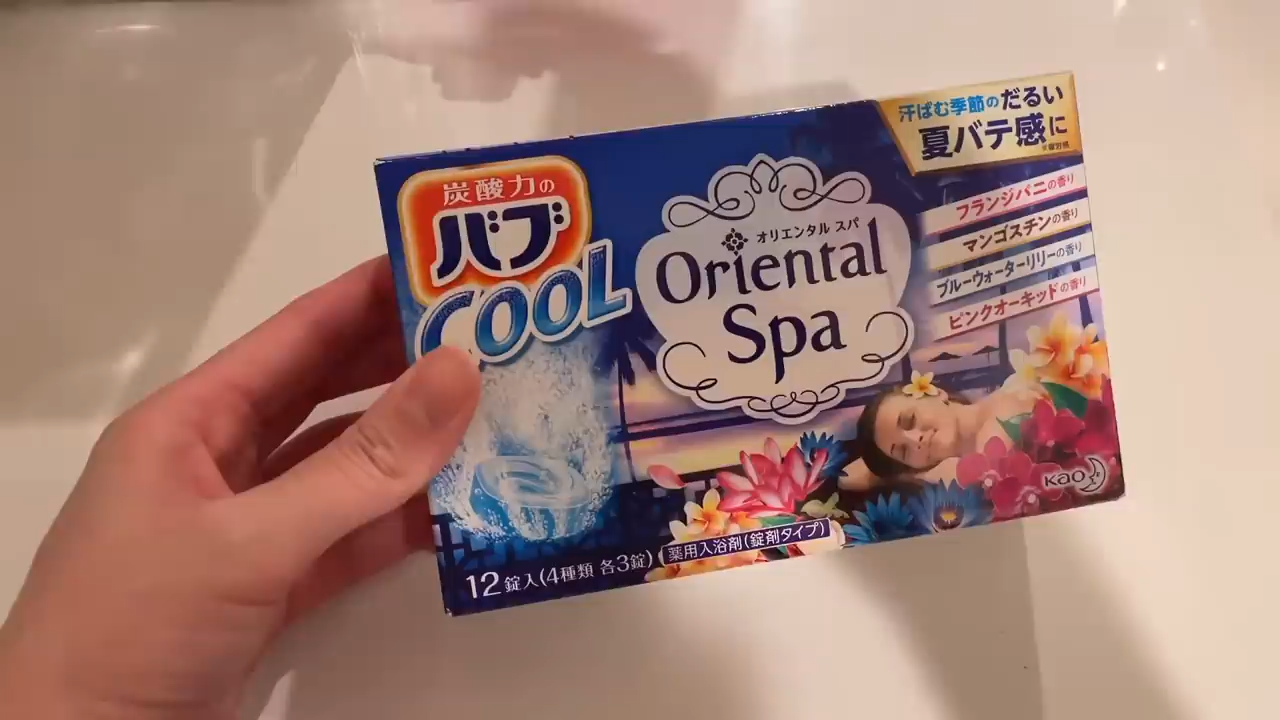 炭酸力の
バブ
COOL
オリエンタル スパ
Oriental
Spa
汗ばむ季節のだるい
夏バテ感に
フランジパニの香り
マンゴスチンの香り
ブルーウォーターリリーの香り
ピンクオーキッドの香り
Kao
12錠入(4種類 各3錠)
薬用入浴剤(錠剤タイプ)